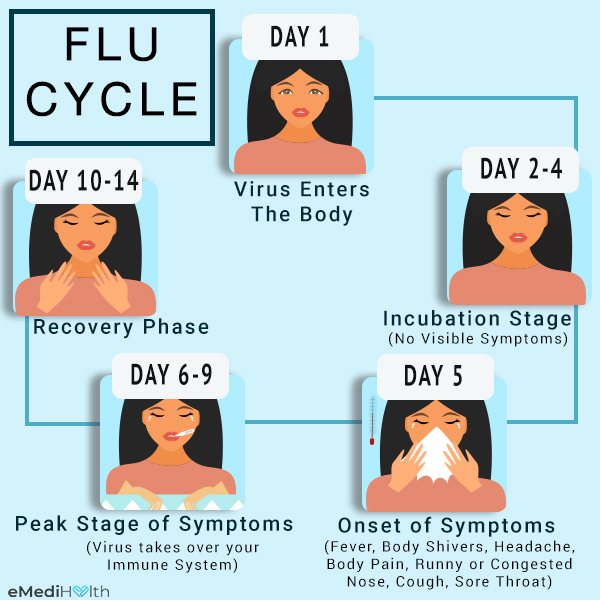 FLU
CYCLE
DAY 1
Virus Enters
The Body
DAY 2-4
Incubation Stage
(No Visible Symptoms)
DAY 5
Onset of Symptoms
(Fever, Body Shivers, Headache,
Body Pain, Runny or Congested
Nose, Cough, Sore Throat)
DAY 6-9
Peak Stage of Symptoms
(Virus takes over your
Immune System)
DAY 10-14
Recovery Phase
eMediHealth